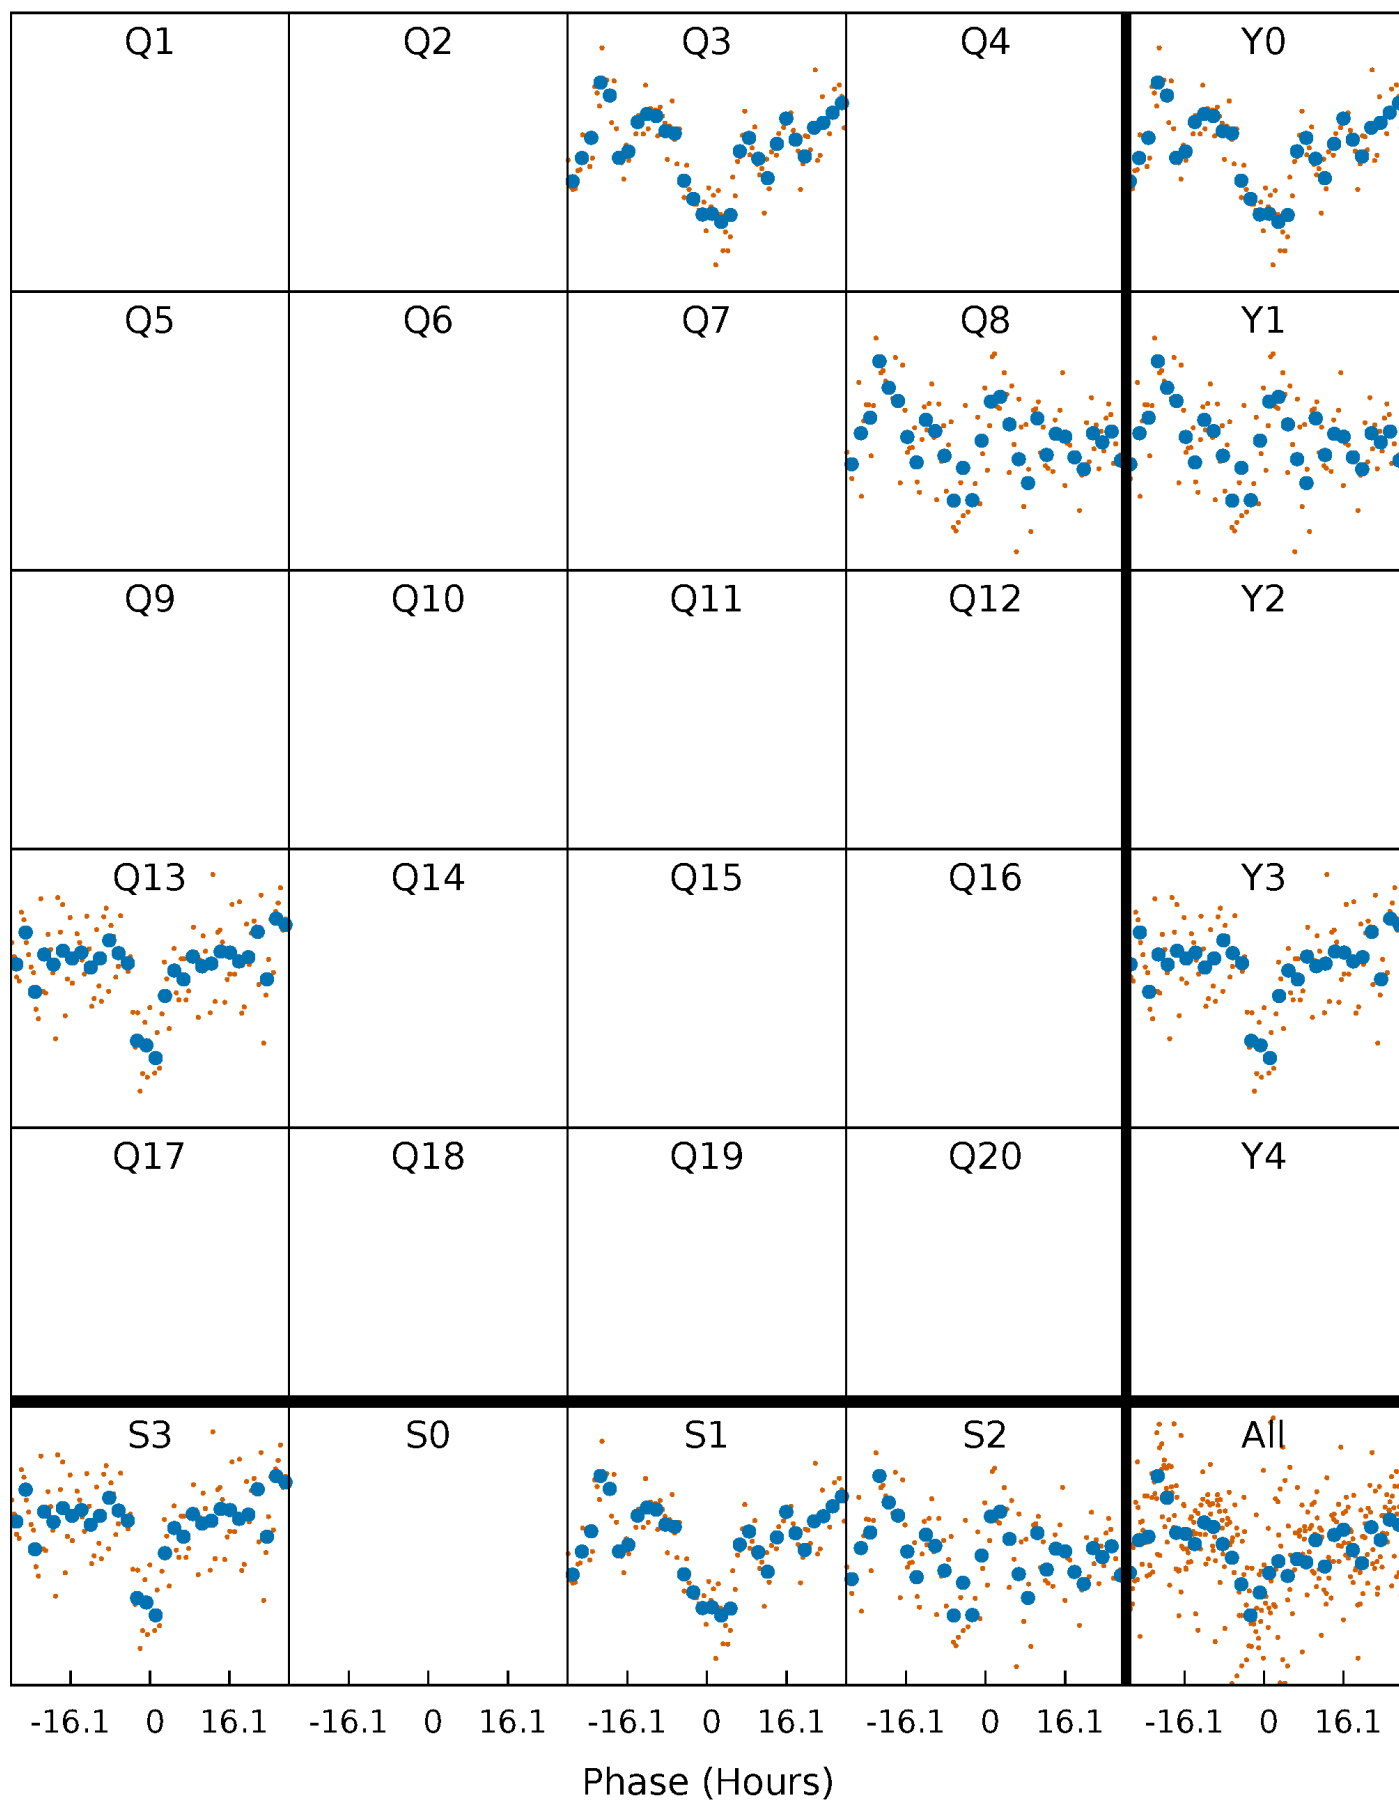 Q1 Q2 Q3 Q4 Y0
Q5 Q6 Q7 Q8 Y1
Q9 Q10 Q11 Q12 Y2
Q13 Q14 Q15 Q16 Y3
Q17 Q18 Q19 Q20 Y4
S3 S0 S1 S2 All
-16.1 0 16.1 -16.1 0 16.1 -16.1 0 16.1 -16.1 0 16.1 -16.1 0 16.1
Phase (Hours)